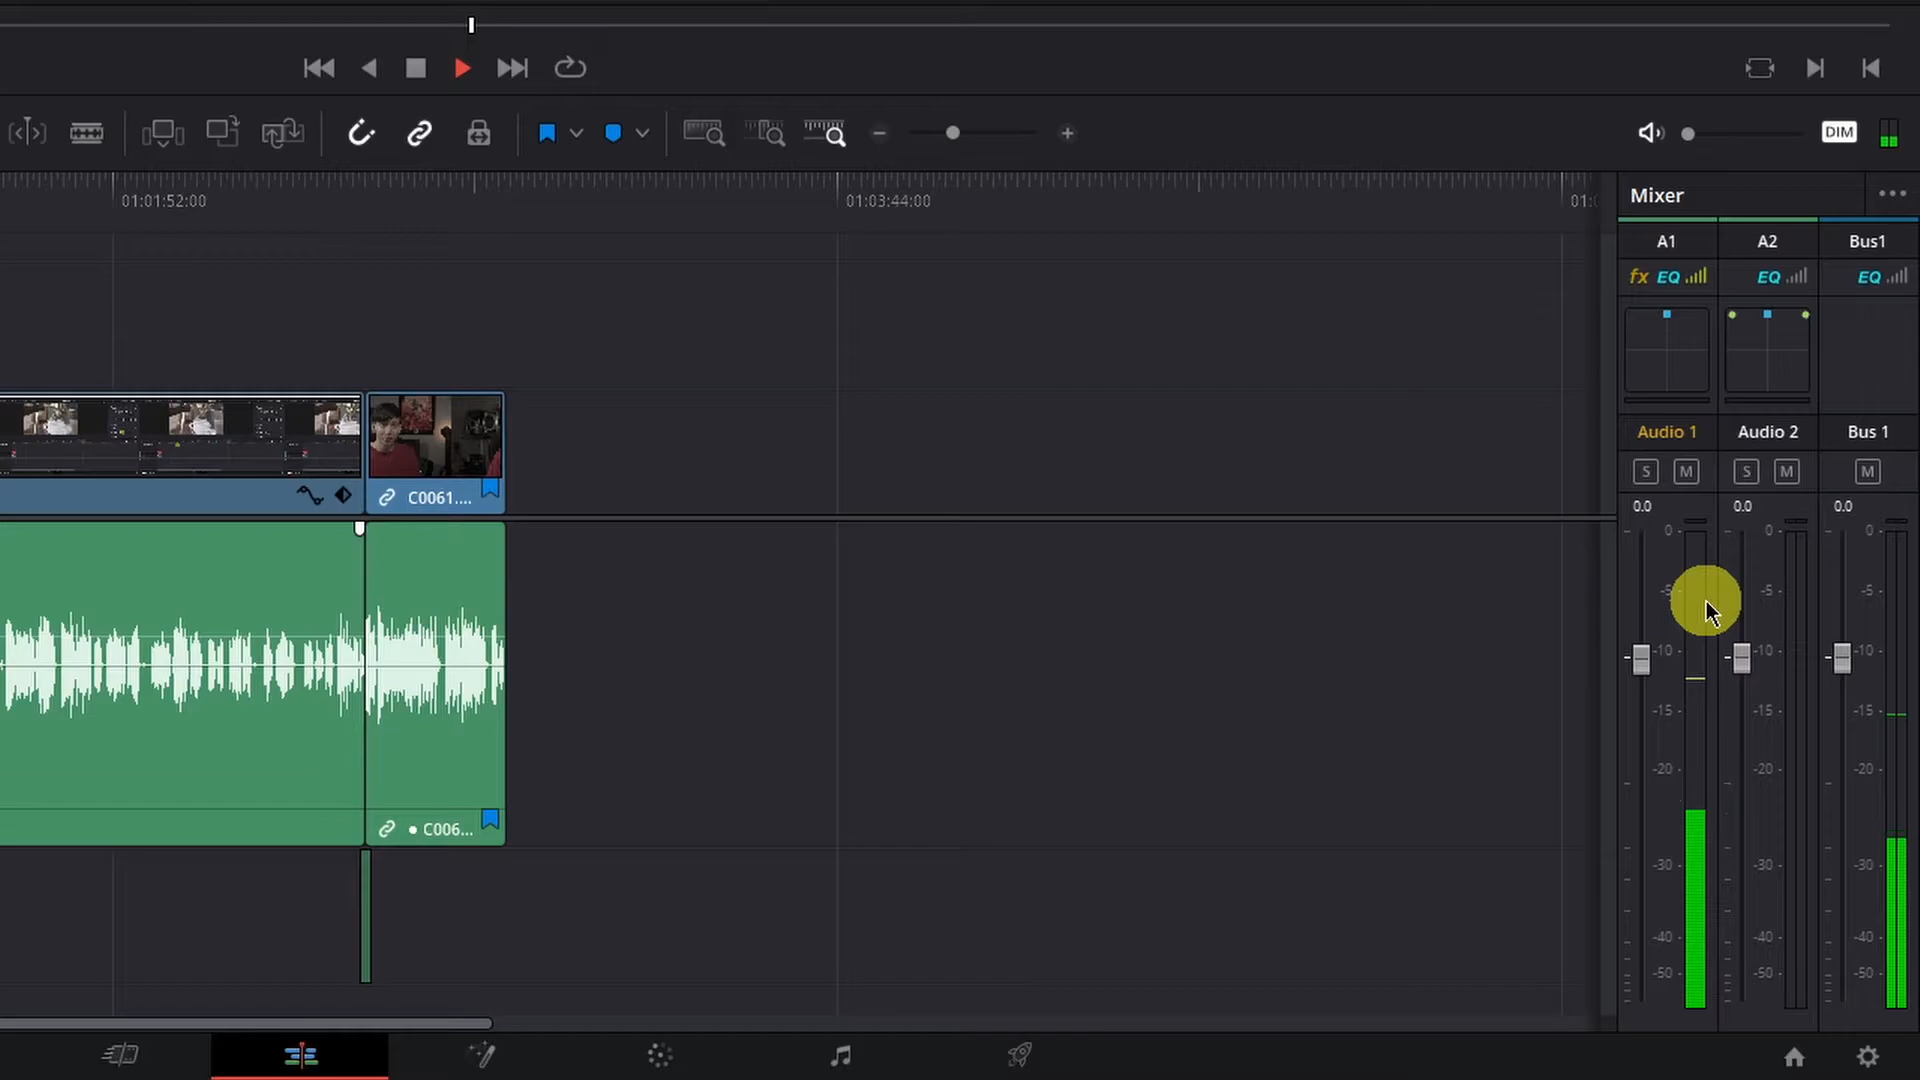 DIM
01:01:52:00
01:03:44:00
01:0
Mixer
A1
A2
Bus1
fx EQ
EQ
EQ
Audio 1
Audio 2
Bus 1
S M
S M
M
0.0
0.0
0.0
0
0
0
-5
-5
-5
-10
-10
-10
-15
-15
-15
-20
-20
-20
-30
-30
-30
-40
-40
-40
-50
-50
-50
C0061....
C006...